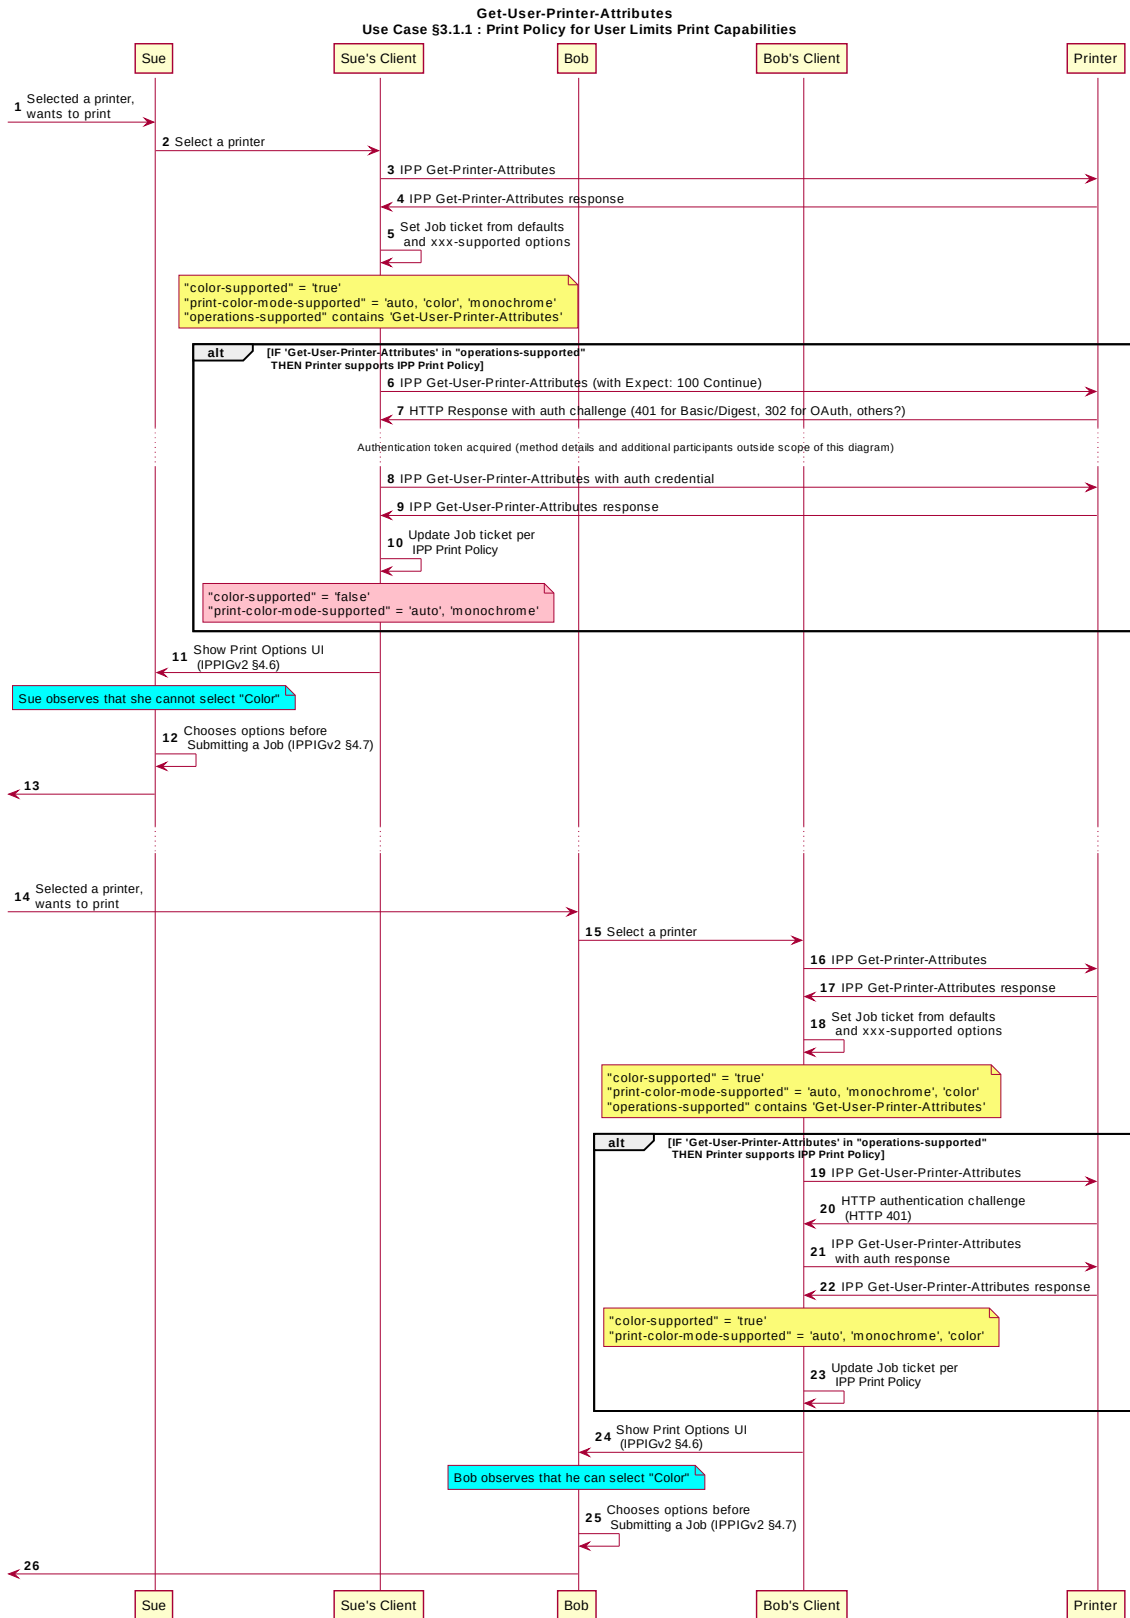 Get-User-Printer-Attributes
Use Case §3.1.1 : Print Policy for User Limits Print Capabilities
Sue
Sue's Client
Bob
Bob's Client
Printer
1 Selected a printer,
wants to print
2 Select a printer
3 IPP Get-Printer-Attributes
4 IPP Get-Printer-Attributes response
5 Set Job ticket from defaults
and xxx-supported options
"color-supported" = 'true'
"print-color-mode-supported" = 'auto, 'color', 'monochrome'
"operations-supported" contains 'Get-User-Printer-Attributes'
alt [IF 'Get-User-Printer-Attributes' in "operations-supported"
THEN Printer supports IPP Print Policy]
6 IPP Get-User-Printer-Attributes (with Expect: 100 Continue)
7 HTTP Response with auth challenge (401 for Basic/Digest, 302 for OAuth, others?)
Authentication token acquired (method details and additional participants outside scope of this diagram)
8 IPP Get-User-Printer-Attributes with auth credential
9 IPP Get-User-Printer-Attributes response
10 Update Job ticket per
IPP Print Policy
"color-supported" = 'false'
"print-color-mode-supported" = 'auto', 'monochrome'
11 Show Print Options UI
(IPPIGv2 §4.6)
Sue observes that she cannot select "Color"
12 Chooses options before
Submitting a Job (IPPIGv2 §4.7)
13
14 Selected a printer,
wants to print
15 Select a printer
16 IPP Get-Printer-Attributes
17 IPP Get-Printer-Attributes response
18 Set Job ticket from defaults
and xxx-supported options
"color-supported" = 'true'
"print-color-mode-supported" = 'auto, 'monochrome', 'color'
"operations-supported" contains 'Get-User-Printer-Attributes'
alt [IF 'Get-User-Printer-Attributes' in "operations-supported"
THEN Printer supports IPP Print Policy]
19 IPP Get-User-Printer-Attributes
20 HTTP authentication challenge
(HTTP 401)
21 IPP Get-User-Printer-Attributes
with auth response
22 IPP Get-User-Printer-Attributes response
"color-supported" = 'true'
"print-color-mode-supported" = 'auto', 'monochrome', 'color'
23 Update Job ticket per
IPP Print Policy
24 Show Print Options UI
(IPPIGv2 §4.6)
Bob observes that he can select "Color"
25 Chooses options before
Submitting a Job (IPPIGv2 §4.7)
26
Sue
Sue's Client
Bob
Bob's Client
Printer